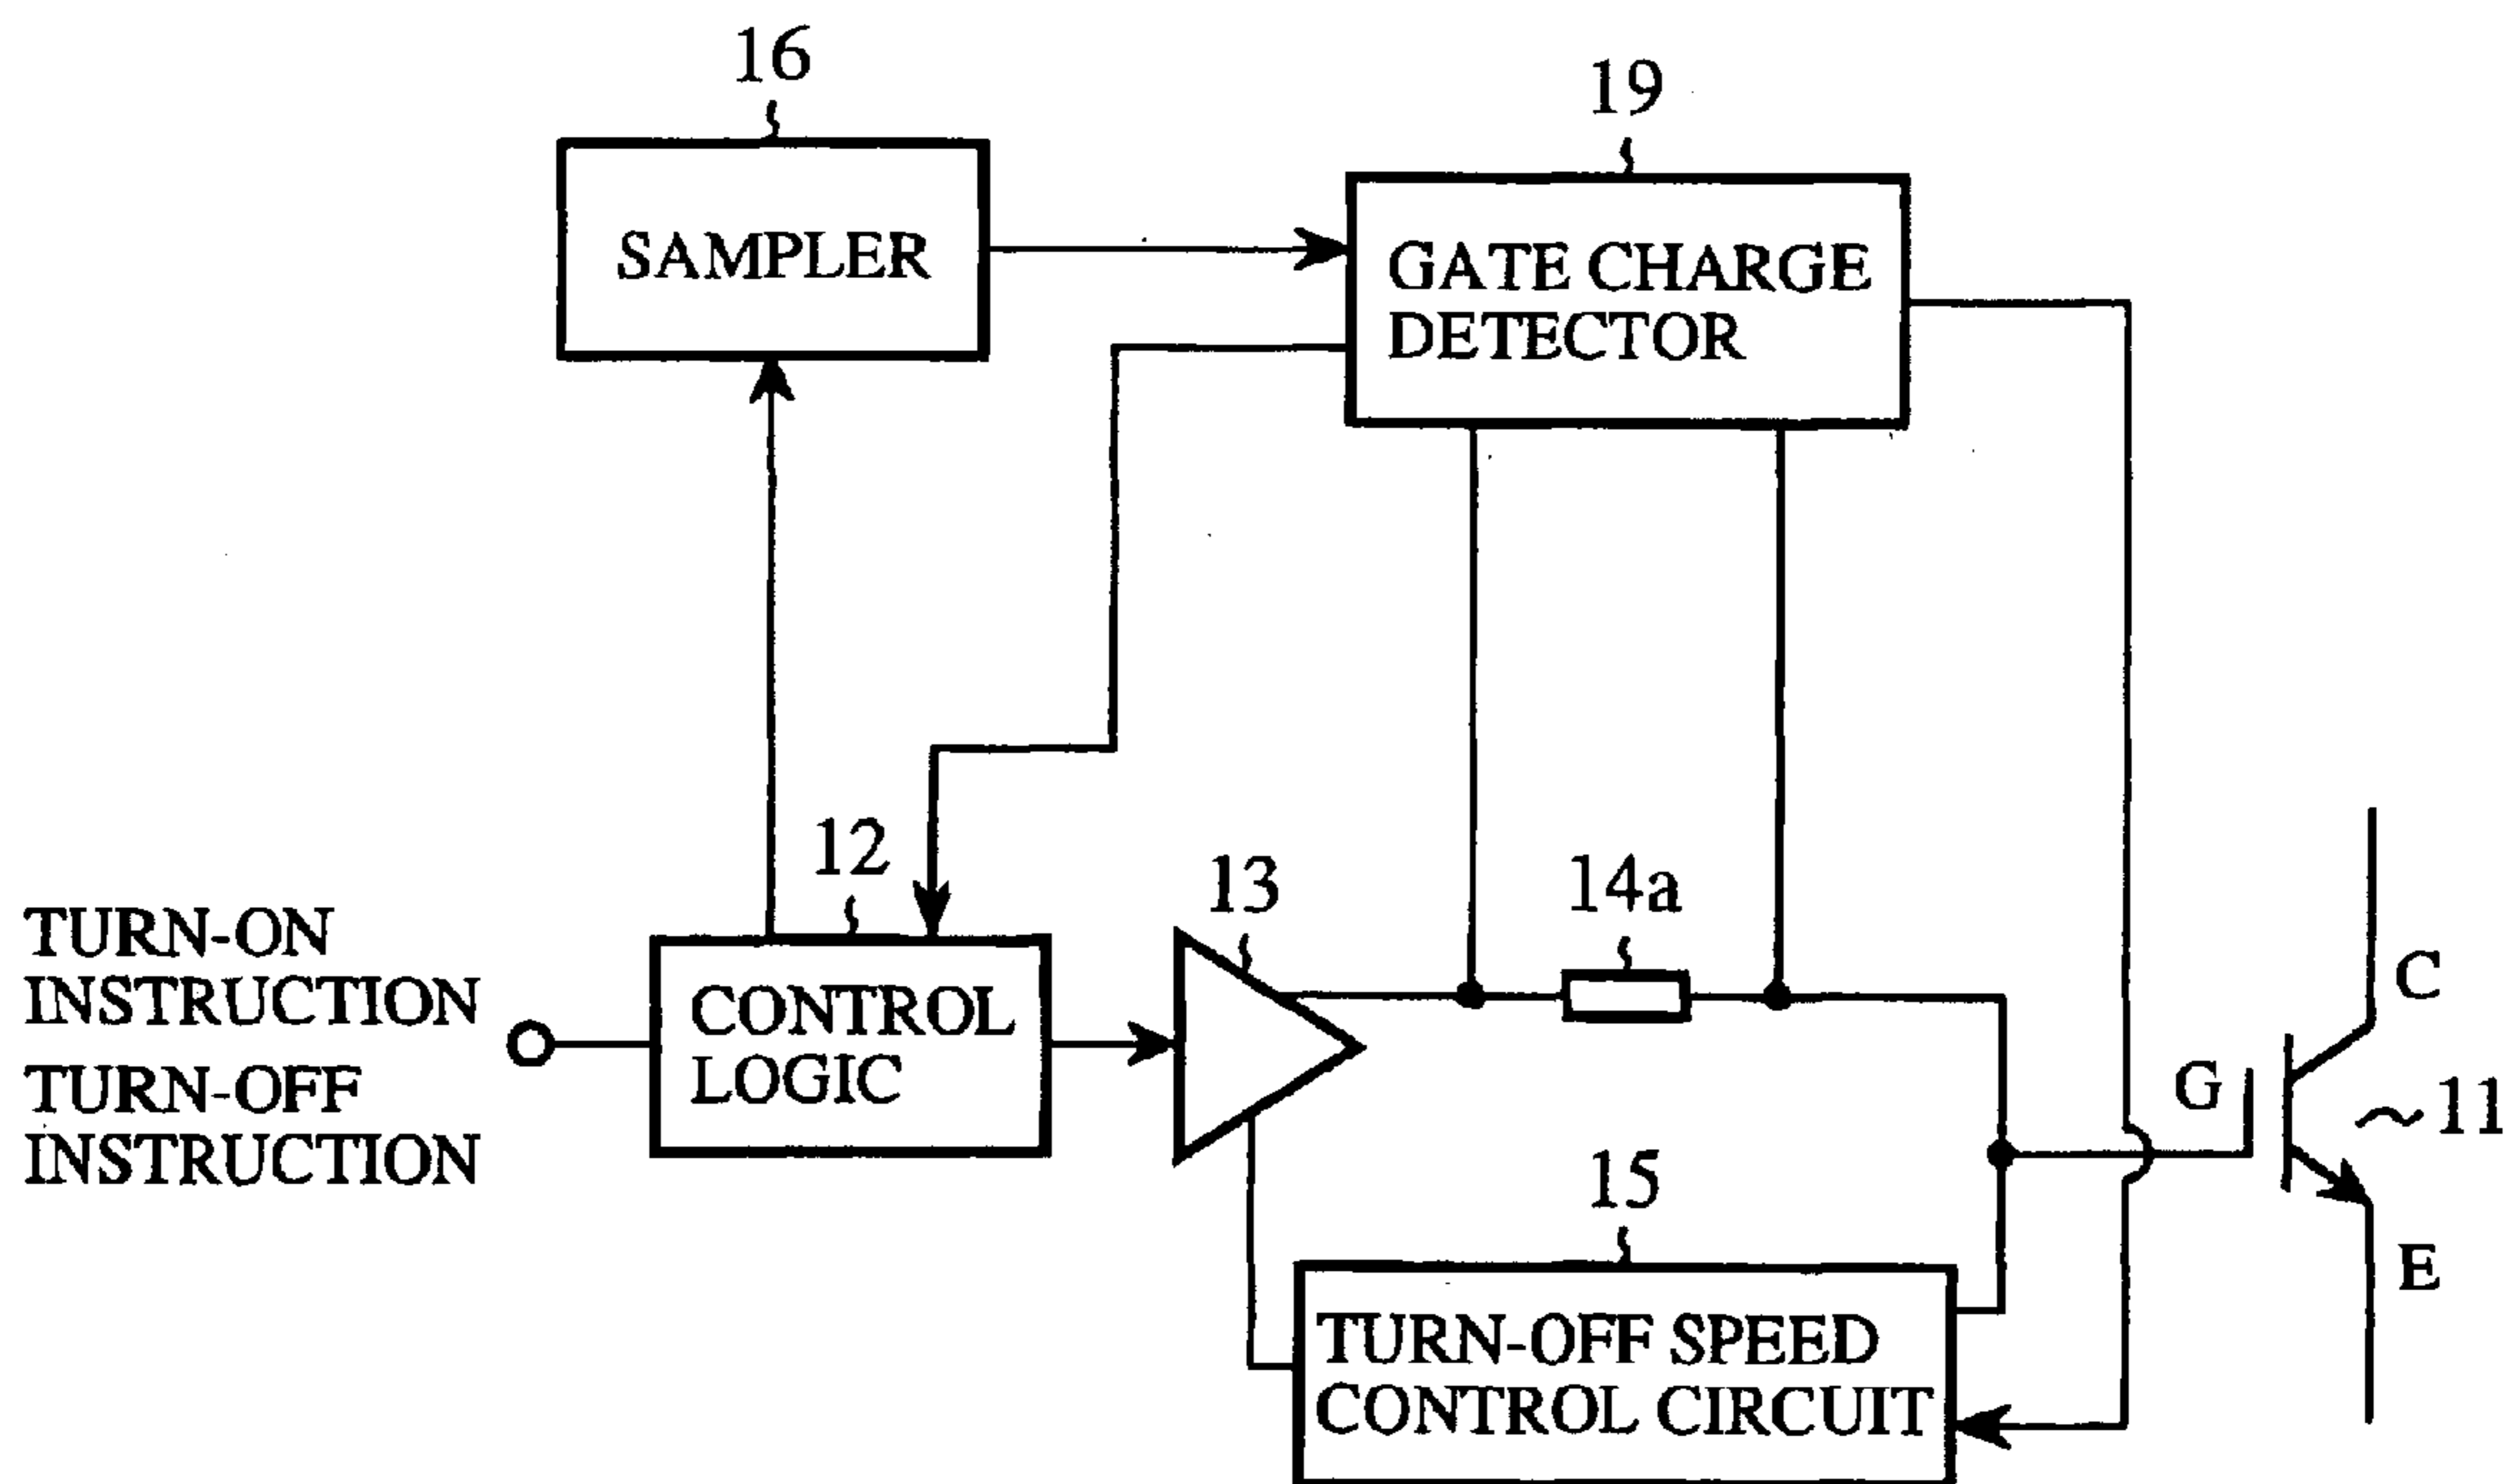 16
19
SAMPLER
GATE CHARGE
DETECTOR
12
13
14a
TURN-ON
INSTRUCTION
TURN-OFF
INSTRUCTION
CONTROL
LOGIC
C
G
11
15
E
TURN-OFF SPEED
CONTROL CIRCUIT